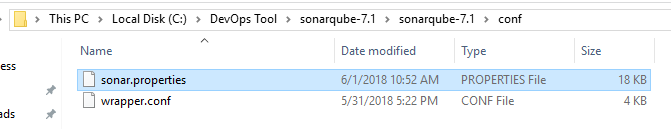 This PC > Local Disk (C:) > DevOps Tool > sonarqube-7.1 > sonarqube-7.1 > conf
Name Date modified Type Size
ess
sonar.properties 6/1/2018 10:52 AM PROPERTIES File 18 KB
wrapper.conf 5/31/2018 5:22 PM CONF File 4 KB
ads